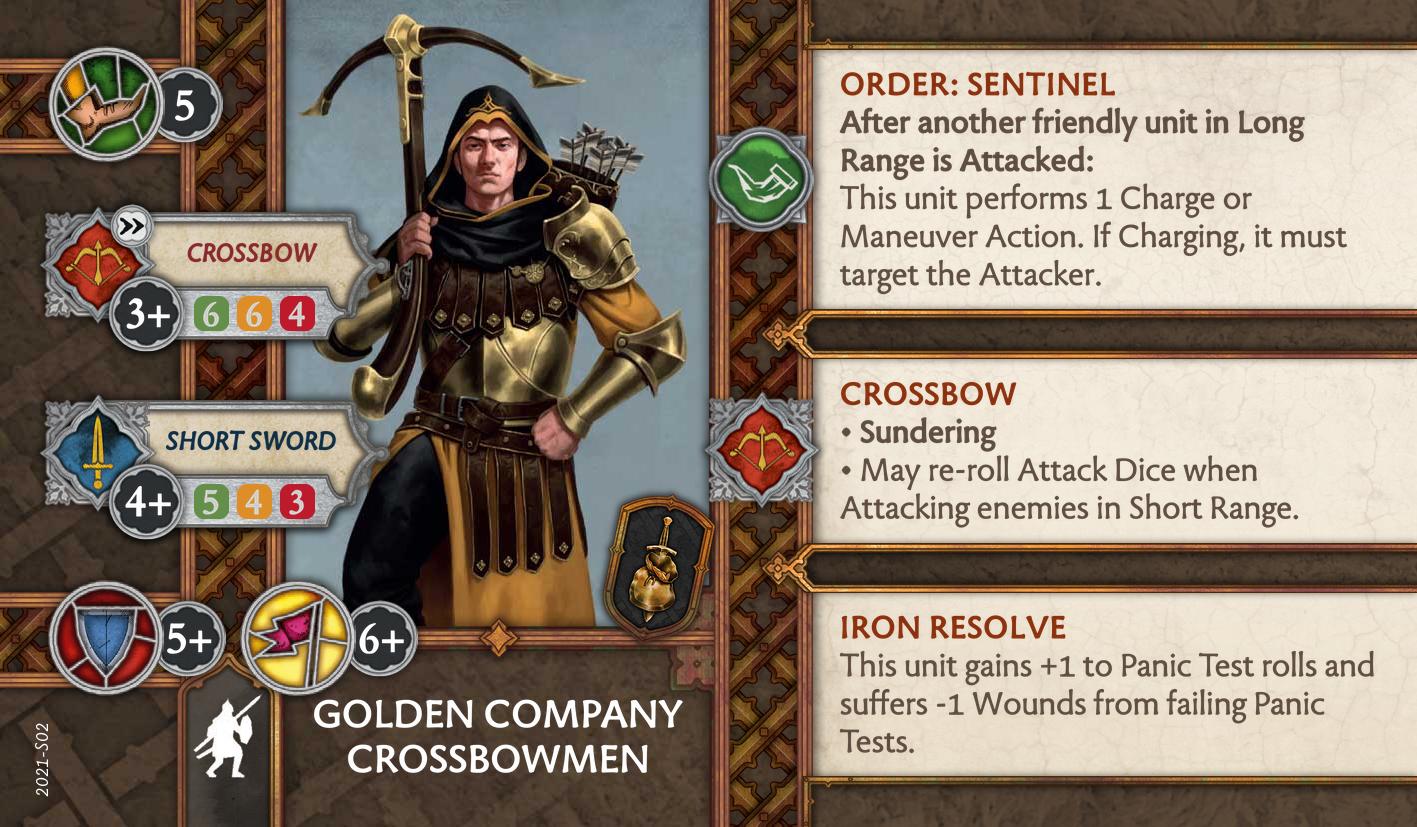 5
CROSSBOW
3+ 6 6 4
SHORT SWORD
4+ 5 4 3
5+ 6+
GOLDEN COMPANY
CROSSBOWMEN
2021-S02
ORDER: SENTINEL
After another friendly unit in Long
Range is Attacked:
This unit performs 1 Charge or
Maneuver Action. If Charging, it must
target the Attacker.
CROSSBOW
• Sundering
• May re-roll Attack Dice when
Attacking enemies in Short Range.
IRON RESOLVE
This unit gains +1 to Panic Test rolls and
suffers -1 Wounds from failing Panic
Tests.